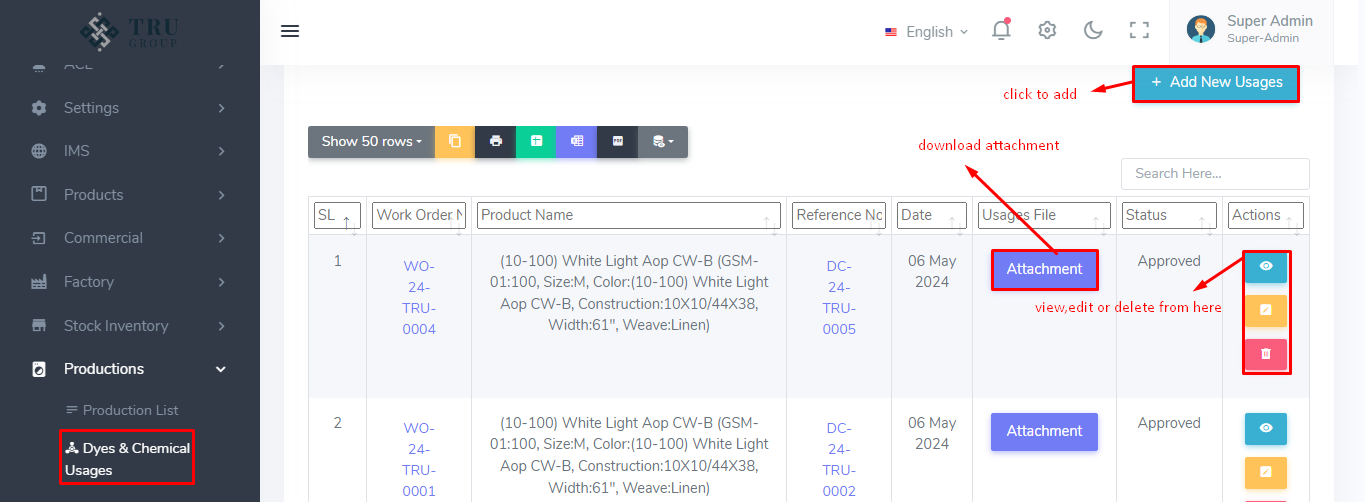 TRU
GROUP
English
Super Admin
Super-Admin
ACL
Settings
IMS
Products
Commercial
Factory
Stock Inventory
Productions
Production List
Dyes & Chemical
Usages
click to add
+ Add New Usages
Show 50 rows
PDF
download attachment
Search Here...
SL Work Order N Product Name Reference No Date Usages File Status Actions
1
WO-
24-
TRU-
0004
(10-100) White Light Aop CW-B (GSM-
01:100, Size:M, Color:(10-100) White Light
Aop CW-B, Construction:10X10/44X38,
Width:61", Weave:Linen)
DC-
24-
TRU-
0005
06 May
2024
Attachment
Approved
view,edit or delete from here
2
WO-
24-
TRU-
0001
(10-100) White Light Aop CW-B (GSM-
01:100, Size:M, Color:(10-100) White Light
Aop CW-B, Construction:10X10/44X38,
Width:61", Weave:Linen)
DC-
24-
TRU-
0002
06 May
2024
Attachment
Approved